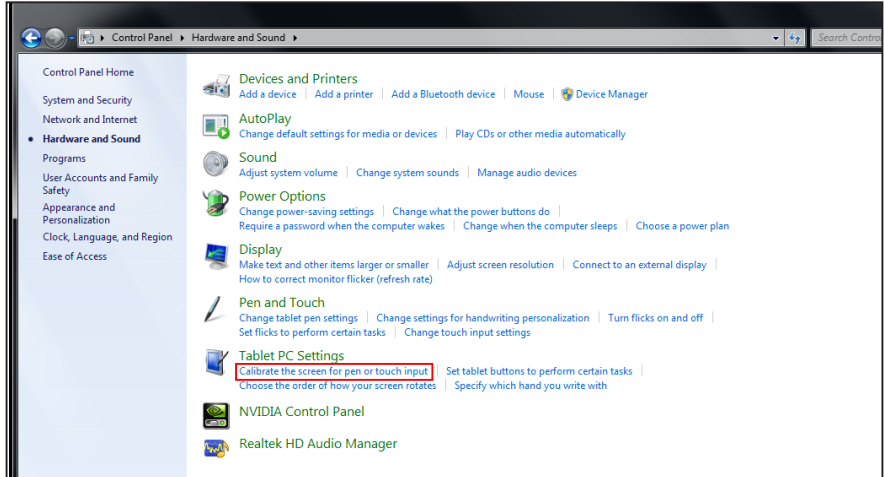 Control Panel ▸ Hardware and Sound ▸
Search Contro
Control Panel Home
System and Security
Network and Internet
Hardware and Sound
Programs
User Accounts and Family
Safety
Appearance and
Personalization
Clock, Language, and Region
Ease of Access
Devices and Printers
Add a device | Add a printer | Add a Bluetooth device | Mouse | Device Manager
AutoPlay
Change default settings for media or devices | Play CDs or other media automatically
Sound
Adjust system volume | Change system sounds | Manage audio devices
Power Options
Change power-saving settings | Change what the power buttons do |
Require a password when the computer wakes | Change when the computer sleeps | Choose a power plan
Display
Make text and other items larger or smaller | Adjust screen resolution | Connect to an external display |
How to correct monitor flicker (refresh rate)
Pen and Touch
Change tablet pen settings | Change settings for handwriting personalization | Turn flicks on and off |
Set flicks to perform certain tasks | Change touch input settings
Tablet PC Settings
Calibrate the screen for pen or touch input | Set tablet buttons to perform certain tasks |
Choose the order of how your screen rotates | Specify which hand you write with
NVIDIA Control Panel
Realtek HD Audio Manager